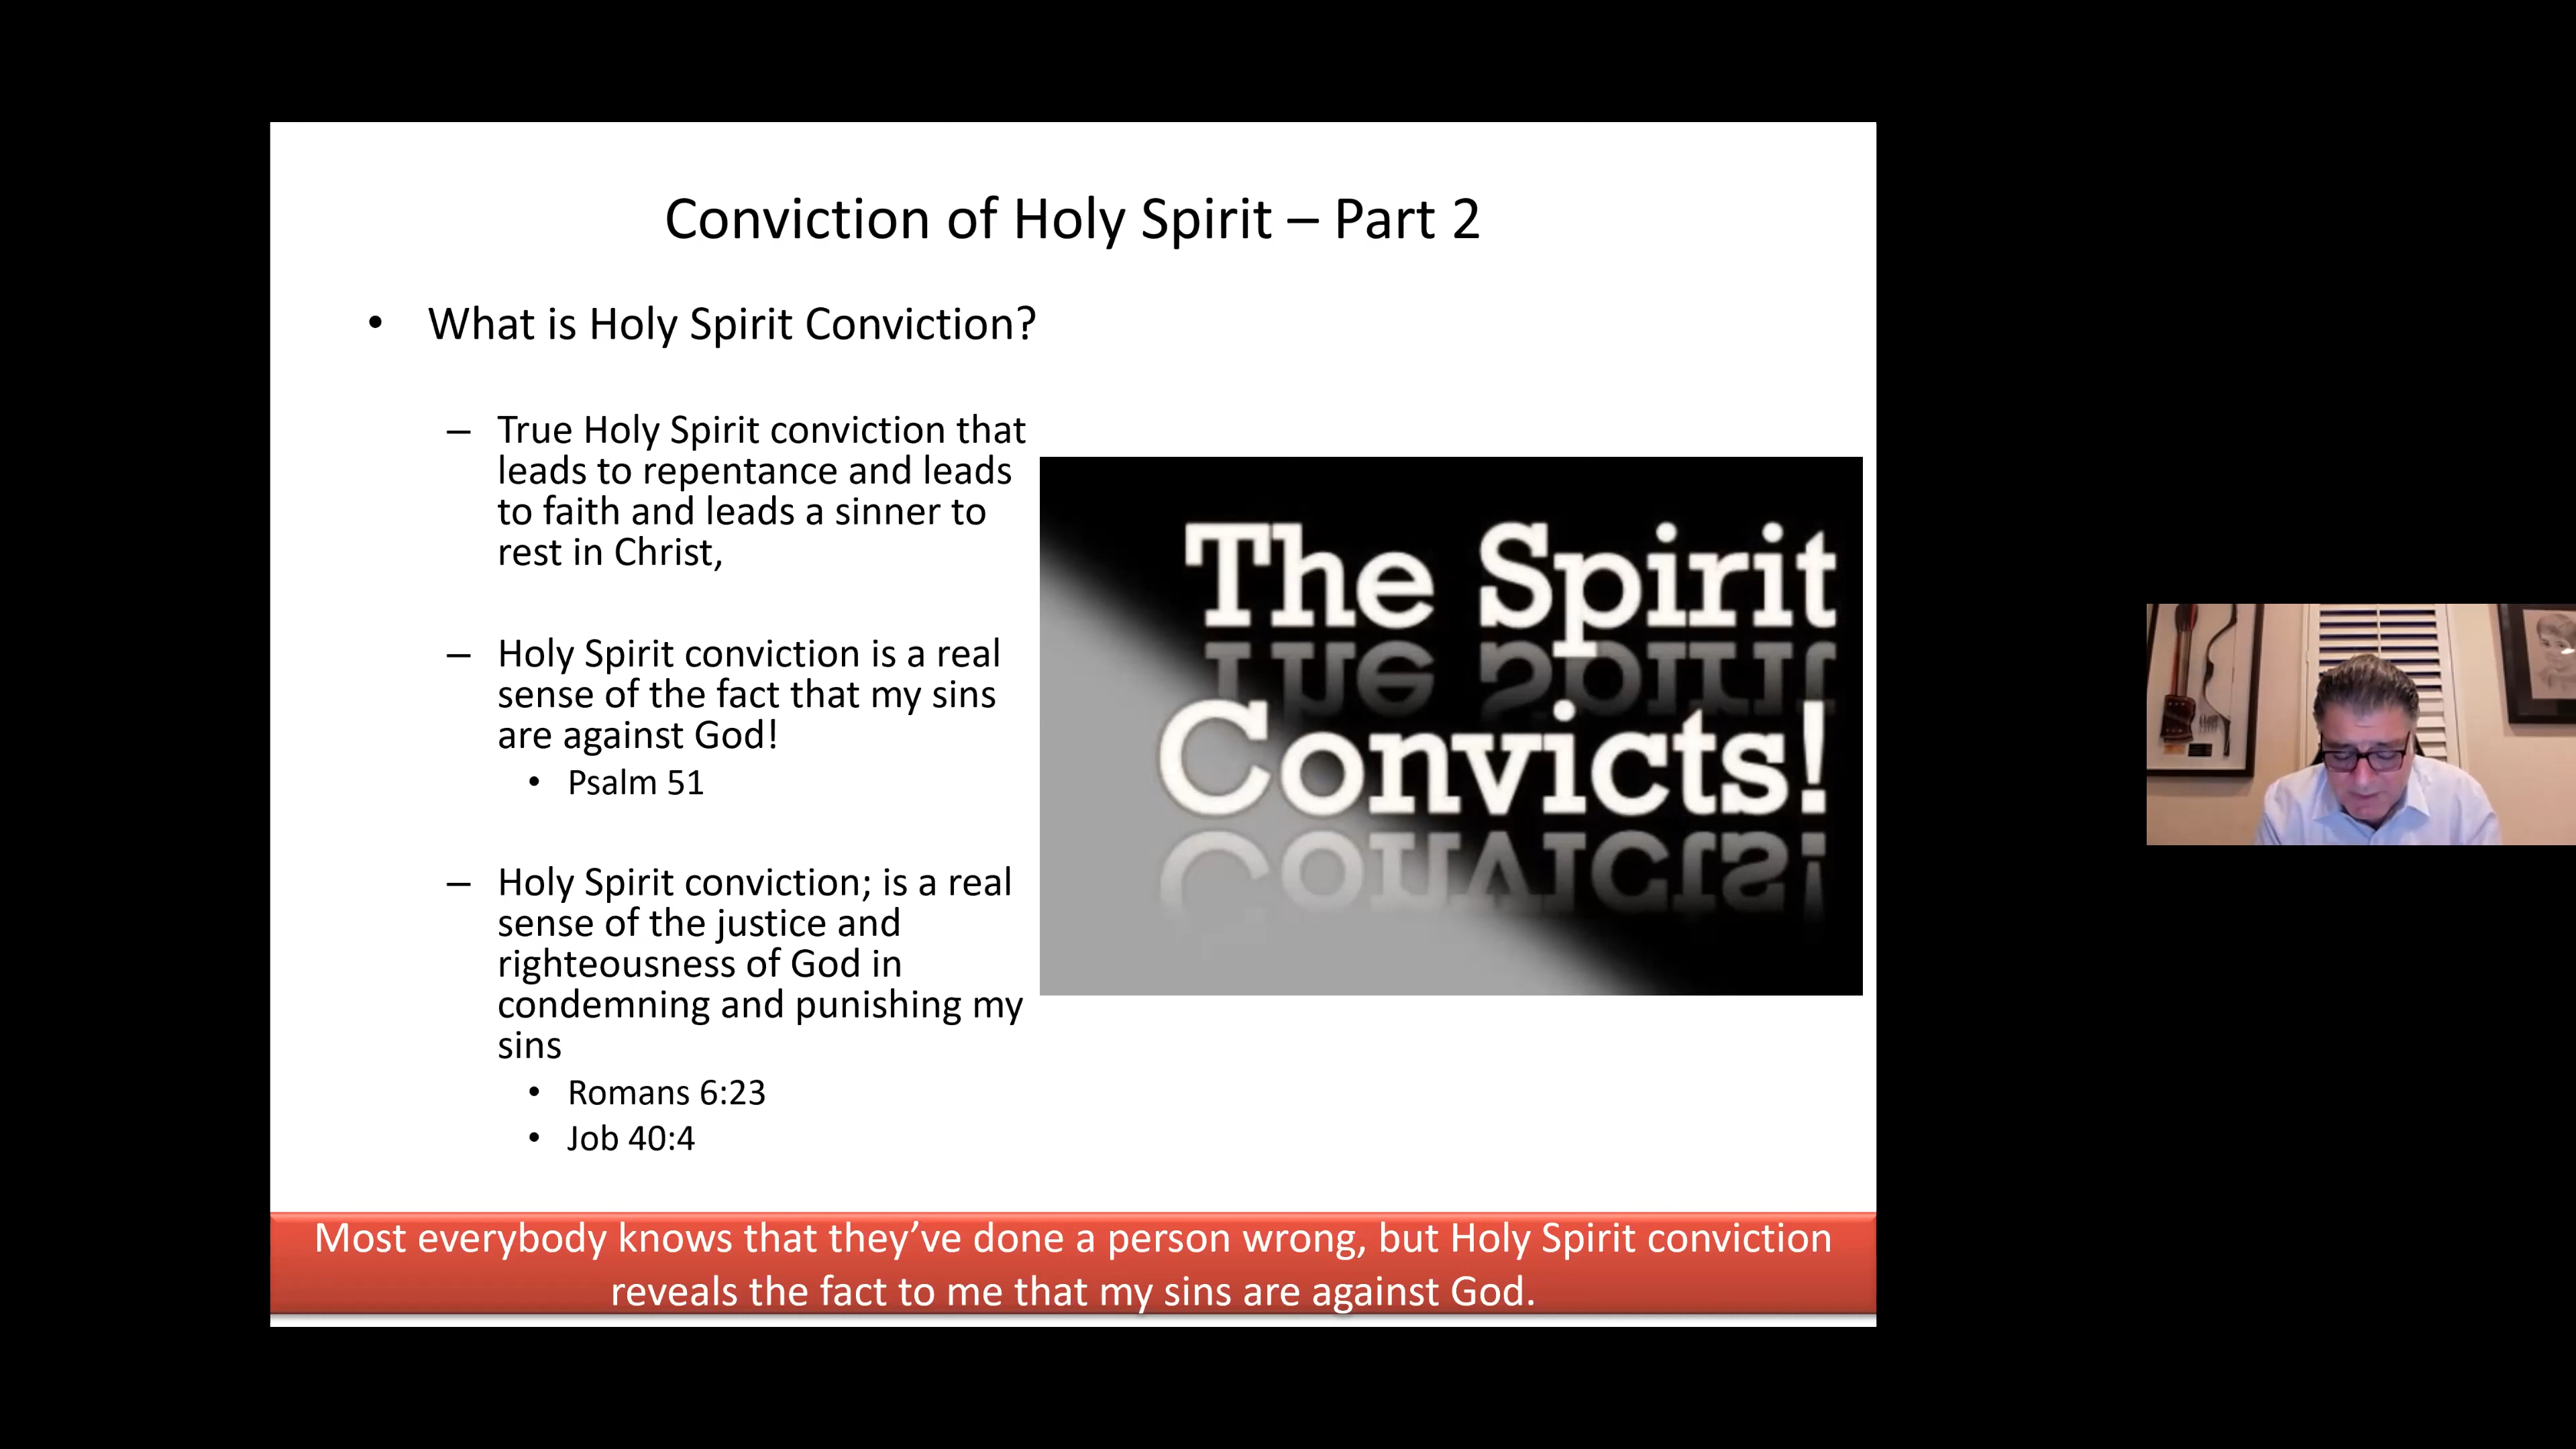 Conviction of Holy Spirit – Part 2
• What is Holy Spirit Conviction?
– True Holy Spirit conviction that
leads to repentance and leads
to faith and leads a sinner to
rest in Christ,
– Holy Spirit conviction is a real
sense of the fact that my sins
are against God!
• Psalm 51
– Holy Spirit conviction; is a real
sense of the justice and
righteousness of God in
condemning and punishing my
sins
• Romans 6:23
• Job 40:4
The Spirit
Convicts!
Most everybody knows that they’ve done a person wrong, but Holy Spirit conviction
reveals the fact to me that my sins are against God.